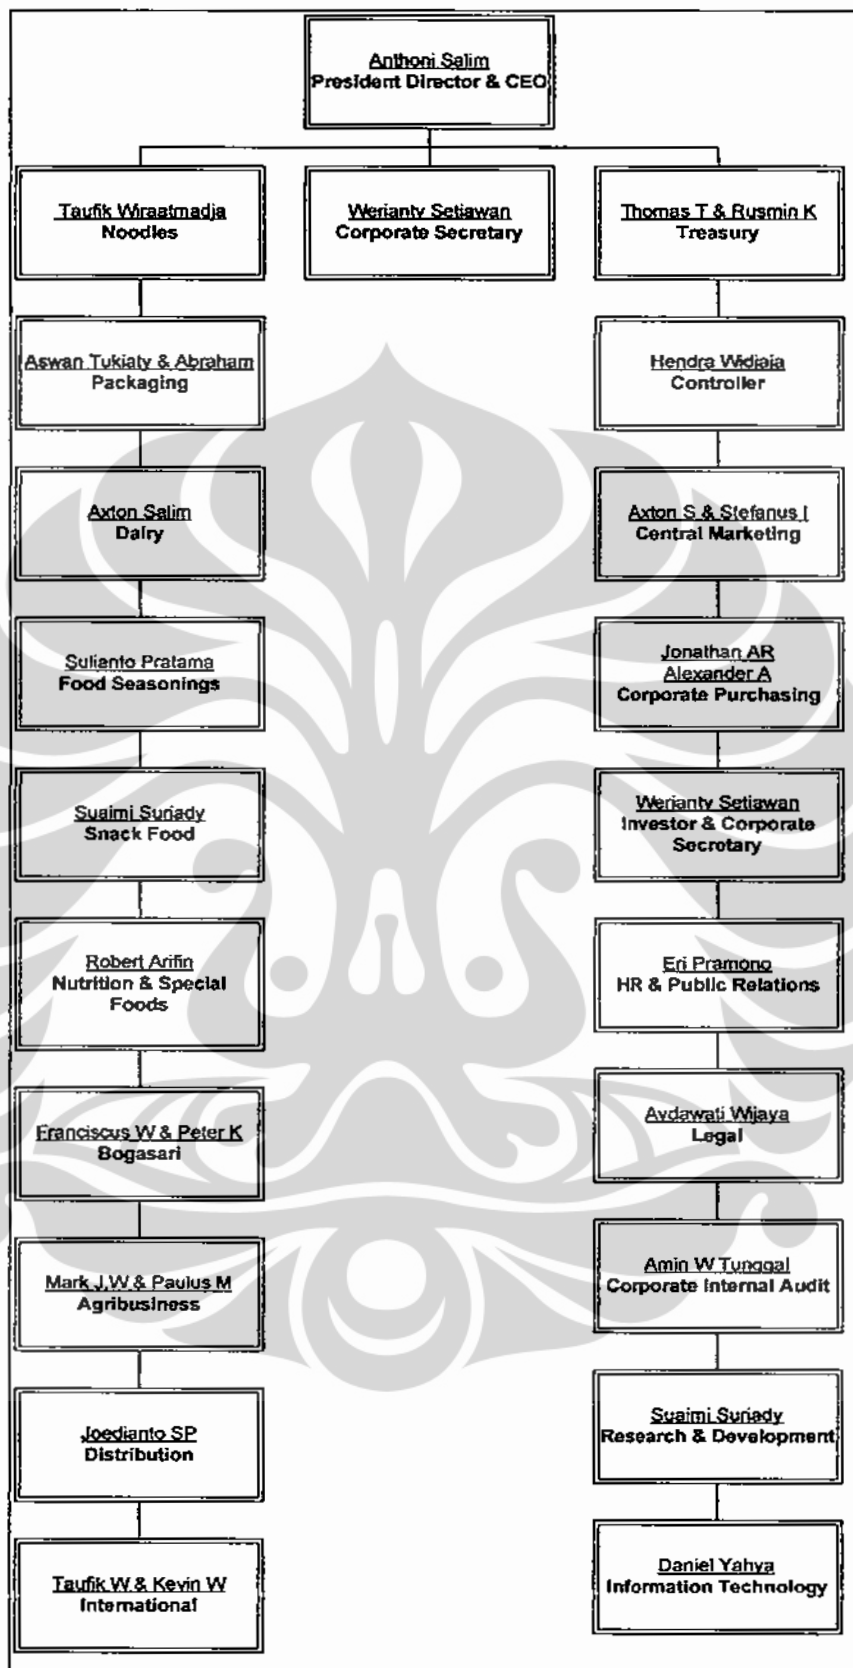 Anthoni Salim
President Director & CEO
Taufik Wiraatmadja
Noodles
Werianty Setiawan
Corporate Secretary
Thomas T & Rusmin K
Treasury
Aswan Tukiaty & Abraham
Packaging
Hendra Widjaja
Controller
Axton Salim
Dairy
Axton S & Stefanus I
Central Marketing
Sulianto Pratama
Food Seasonings
Jonathan AR
Alexander A
Corporate Purchasing
Suaimi Suriady
Snack Food
Werianty Setiawan
Investor & Corporate
Secretary
Robert Arifin
Nutrition & Special
Foods
Eri Pramono
HR & Public Relations
Franciscus W & Peter K
Bogasari
Avdawati Wijaya
Legal
Mark J.W & Paulus M
Agribusiness
Amin W Tunggal
Corporate Internal Audit
Joedianto SP
Distribution
Suaimi Suriady
Research & Development
Taufik W & Kevin W
International
Daniel Yahya
Information Technology